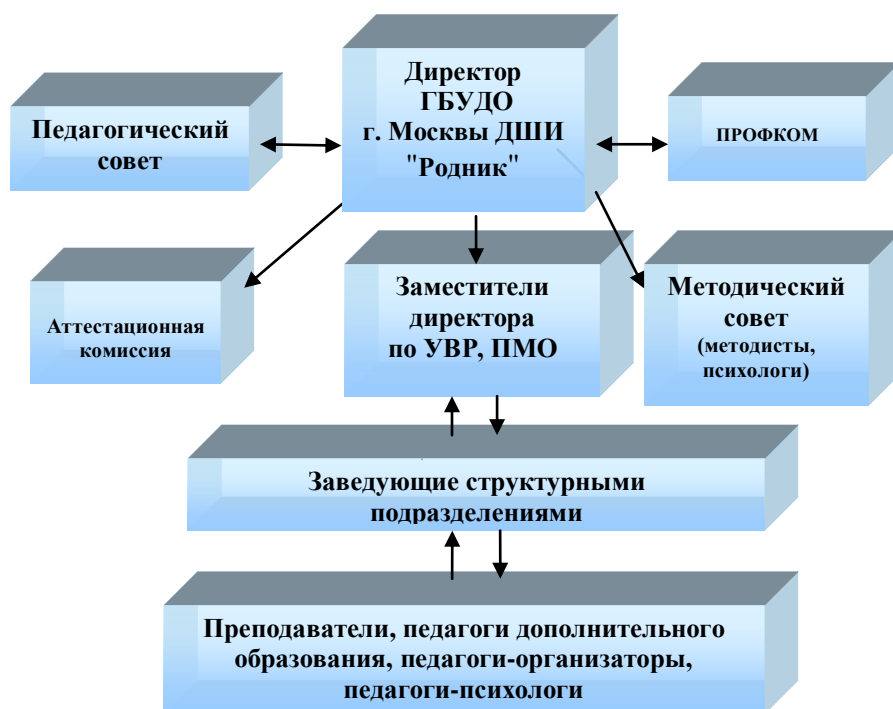 Директор
ГБУДО
г. Москвы ДШИ
"Родник"
Педагогический
совет
ПРОФКОМ
Аттестационная
комиссия
Заместители
директора
по УВР, ПМО
Методический
совет
(методисты,
психологи)
Заведующие структурными
подразделениями
Преподаватели, педагоги дополнительного
образования, педагоги-организаторы,
педагоги-психологи